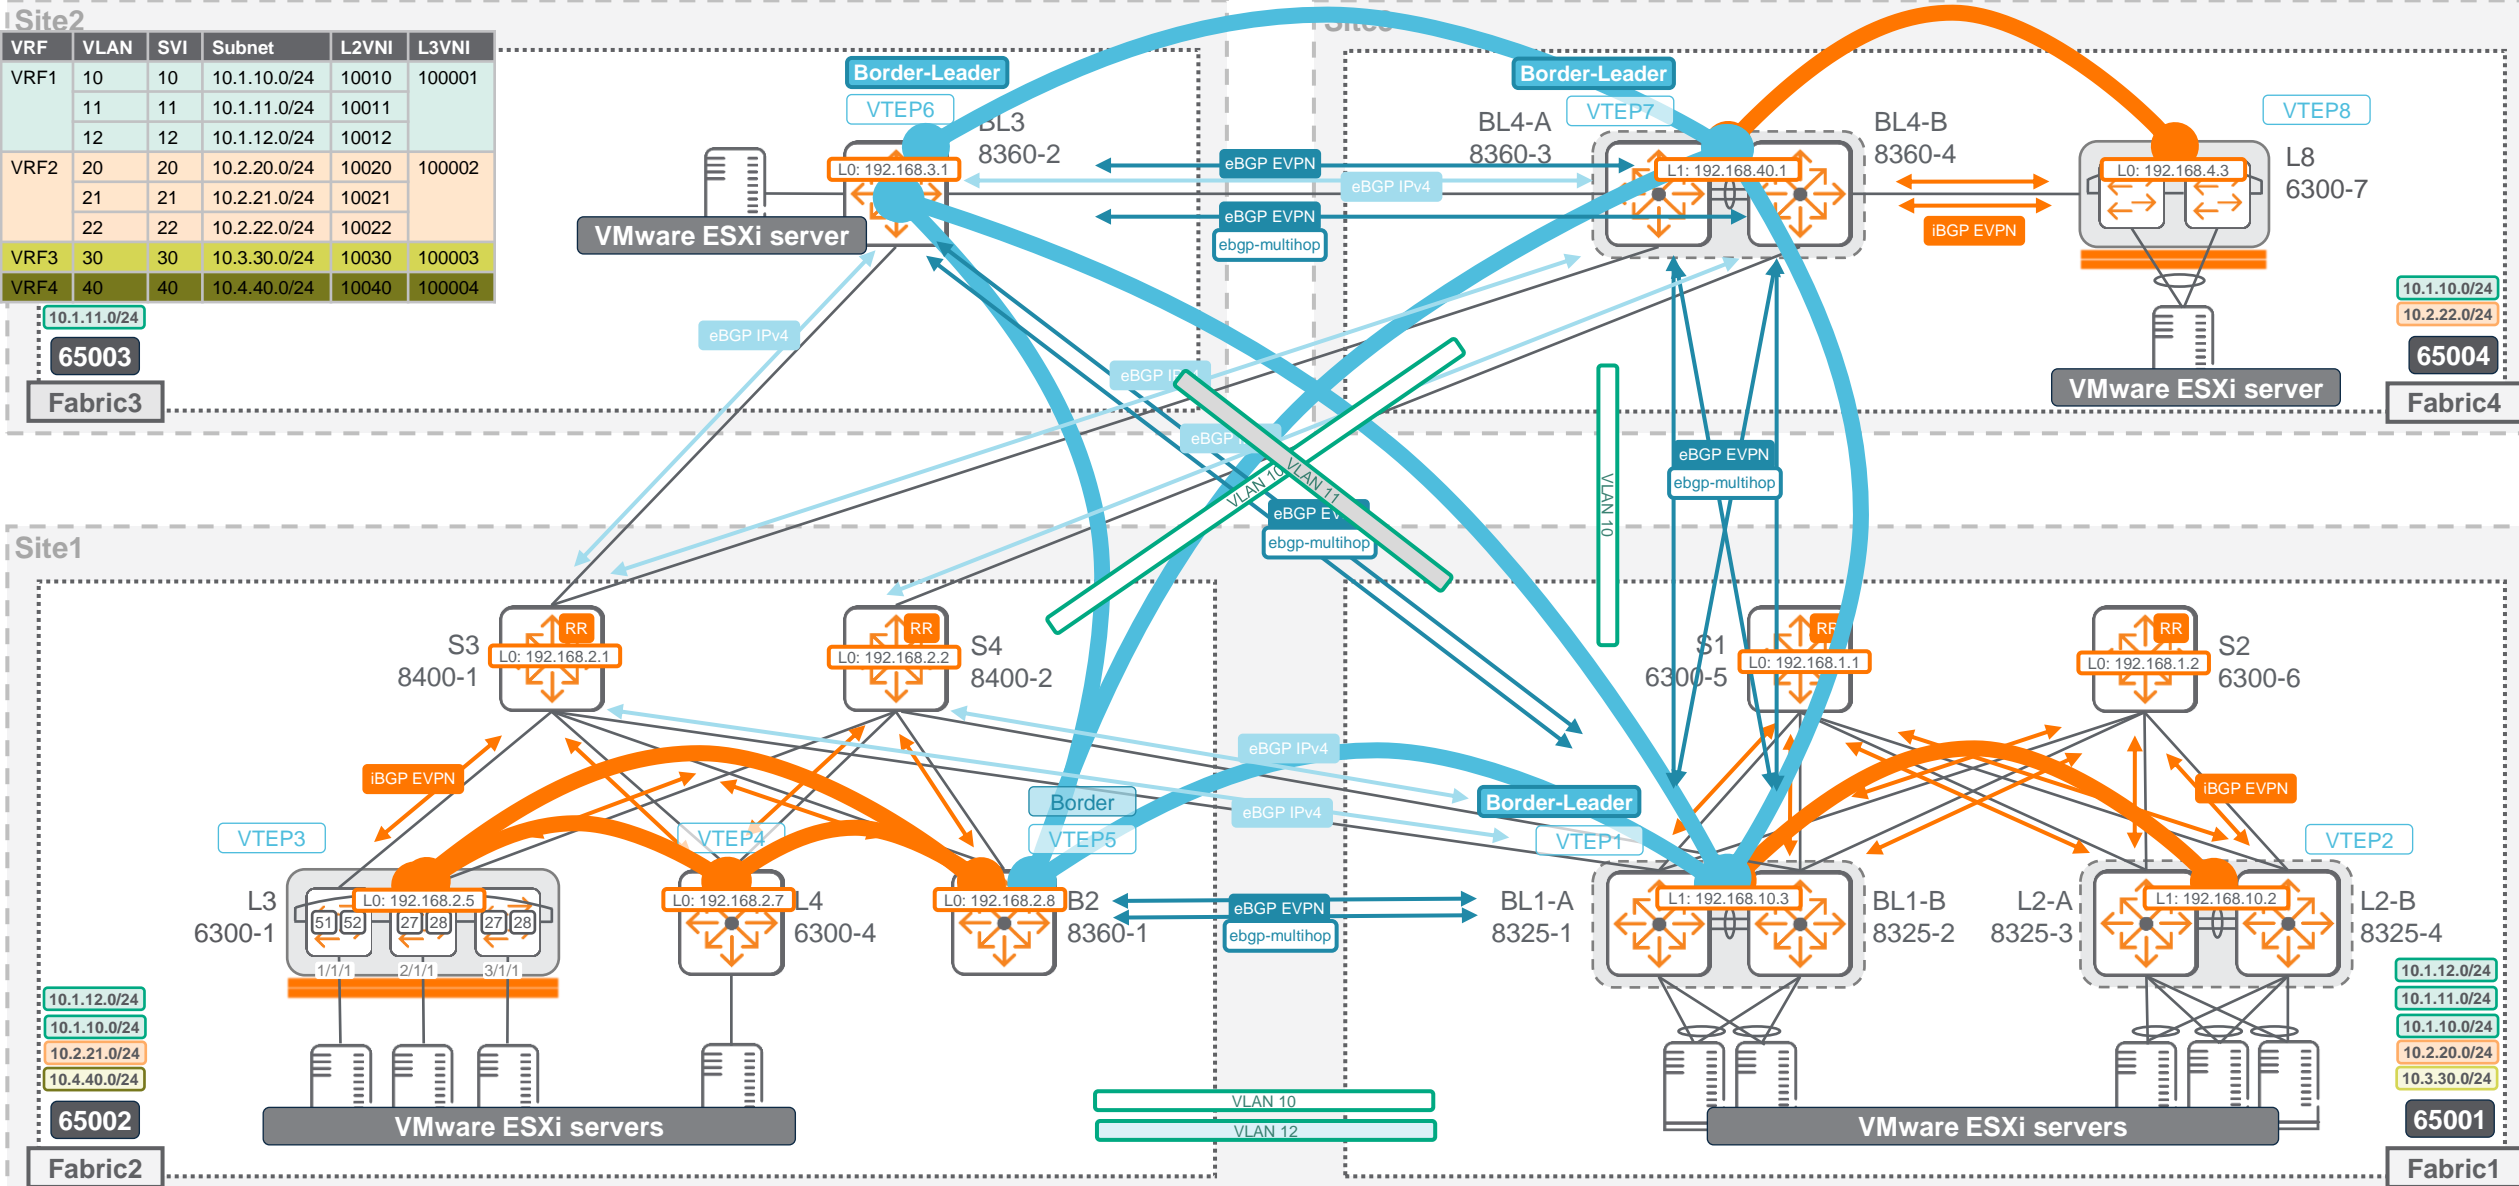 Site2
VRF VLAN SVI Subnet L2VNI L3VNI
VRF1 10 10 10.1.10.0/24 10010 100001
11 11 10.1.11.0/24 10011
12 12 10.1.12.0/24 10012
VRF2 20 20 10.2.20.0/24 10020 100002
21 21 10.2.21.0/24 10021
22 22 10.2.22.0/24 10022
VRF3 30 30 10.3.30.0/24 10030 100003
VRF4 40 40 10.4.40.0/24 10040 100004
10.1.11.0/24
65003
Fabric3
Border-Leader
VTEP6
BL3
8360-2
L0: 192.168.3.1
VMware ESXi server
eBGP EVPN
eBGP IPv4
eBGP EVPN
ebgp-multihop
Border-Leader
VTEP7
BL4-A
8360-3
L1: 192.168.40.1
BL4-B
8360-4
iBGP EVPN
VTEP8
L0: 192.168.4.3
L8
6300-7
10.1.10.0/24
10.2.22.0/24
65004
VMware ESXi server
Fabric4
eBGP IPv4
eBGP
eBGP
VLAN 10
VLAN 11
VLAN 10
eBGP EVPN
ebgp-multihop
eBGP
ebgp-multihop
Site1
S3
8400-1
RR
L0: 192.168.2.1
RR
L0: 192.168.2.2
S4
8400-2
S1
6300-5
RR
L0: 192.168.1.1
RR
L0: 192.168.1.2
S2
6300-6
iBGP EVPN
eBGP IPv4
eBGP IPv4
iBGP EVPN
VTEP3
VTEP4
Border
VTEP5
Border-Leader
VTEP1
VTEP2
L3
6300-1
L0: 192.168.2.5
51 52 27 28 27 28
1/1/1 2/1/1 3/1/1
L0: 192.168.2.7
L4
6300-4
L0: 192.168.2.8
B2
8360-1
eBGP EVPN
ebgp-multihop
BL1-A
8325-1
L1: 192.168.10.3
BL1-B
8325-2
L2-A
8325-3
L1: 192.168.10.2
L2-B
8325-4
10.1.12.0/24
10.1.10.0/24
10.2.21.0/24
10.4.40.0/24
65002
Fabric2
VMware ESXi servers
VLAN 10
VLAN 12
VMware ESXi servers
10.1.12.0/24
10.1.11.0/24
10.1.10.0/24
10.2.20.0/24
10.3.30.0/24
65001
Fabric1